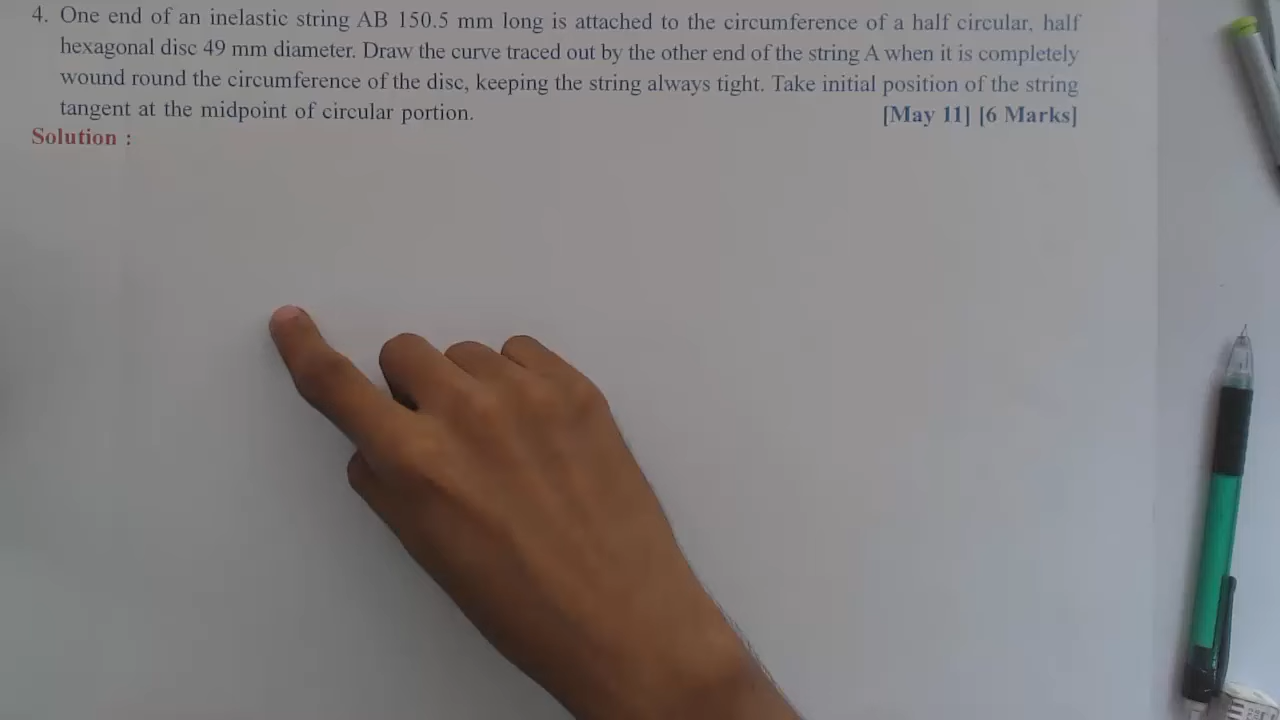 4. One end of an inelastic string AB 150.5 mm long is attached to the circumference of a half circular, half
hexagonal disc 49 mm diameter. Draw the curve traced out by the other end of the string A when it is completely
wound round the circumference of the disc, keeping the string always tight. Take initial position of the string
tangent at the midpoint of circular portion. [May 11] [6 Marks]
Solution :